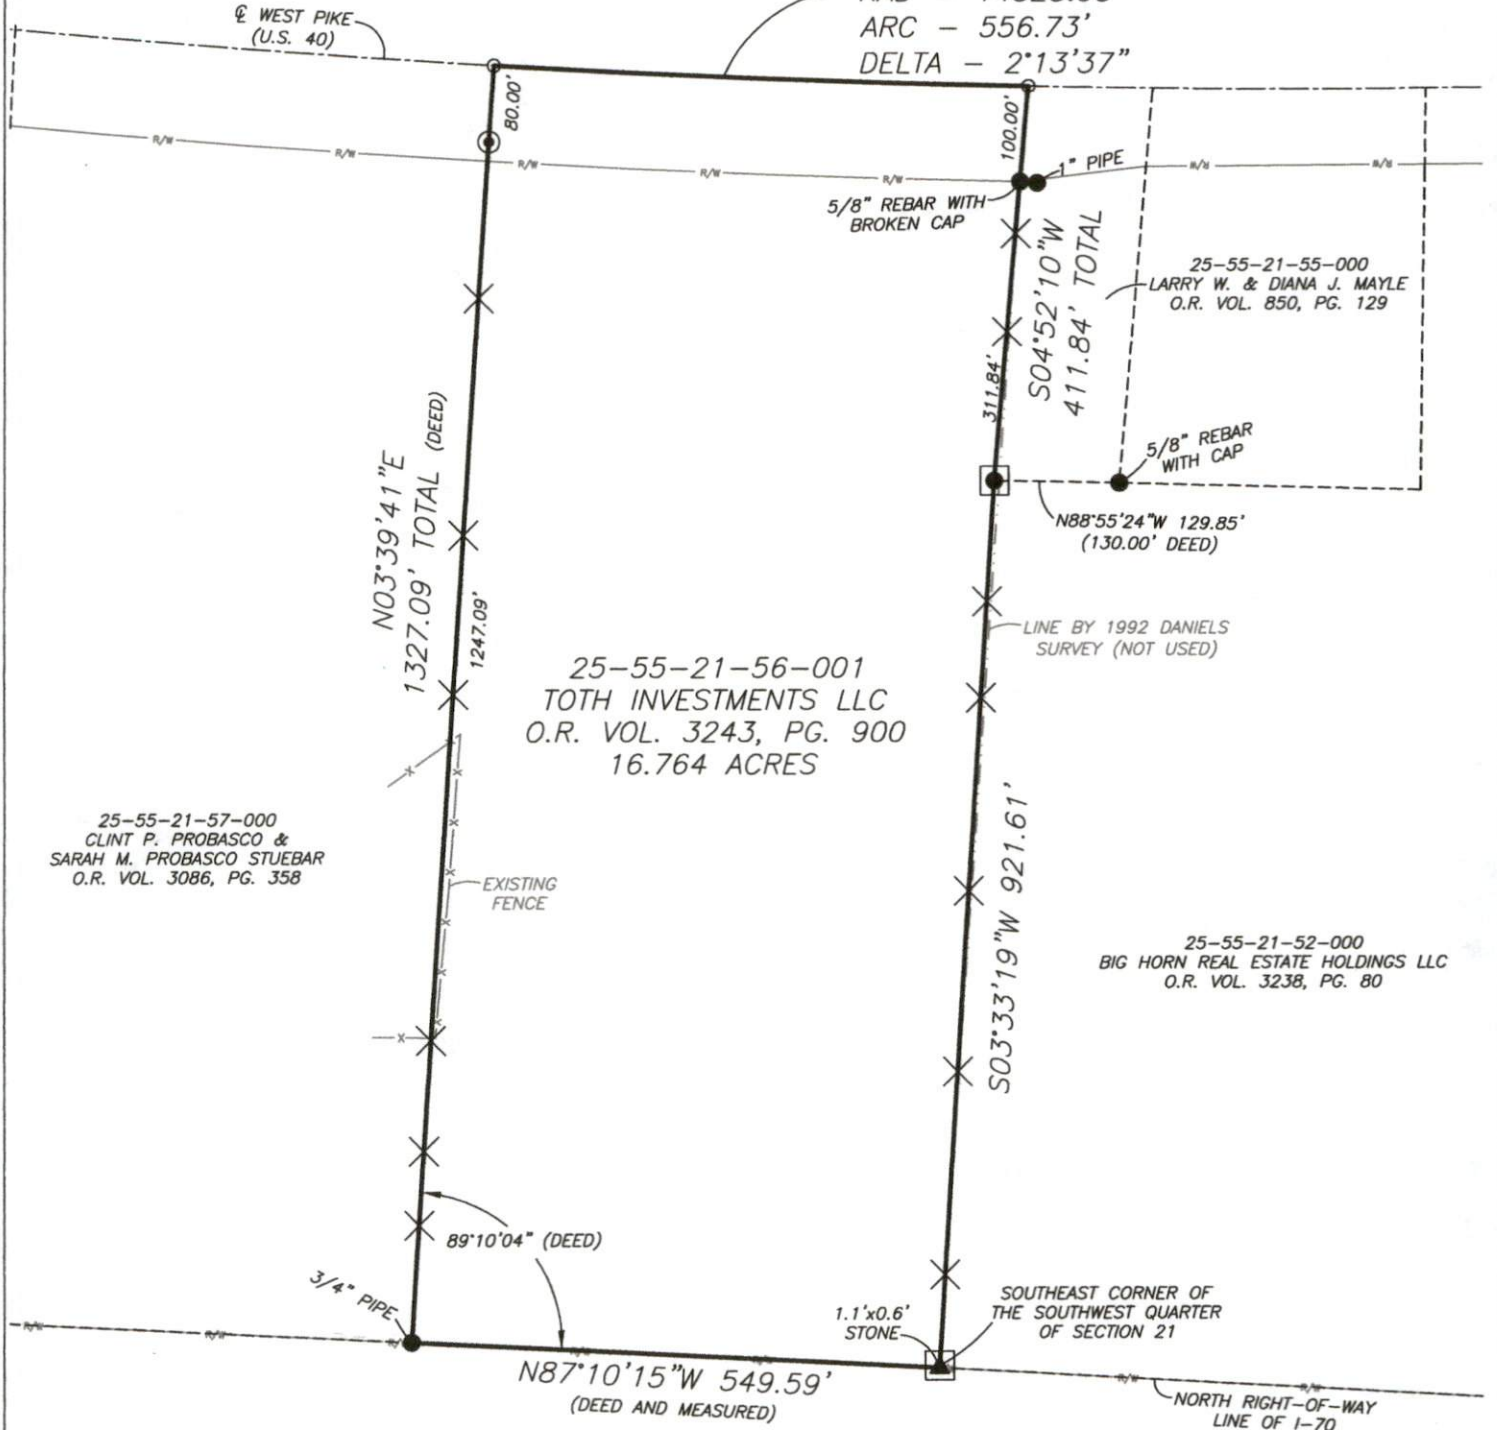 ℄ WEST PIKE
(U.S. 40)
ARC - 556.73'
DELTA - 2°13'37"
80.00'
100.00'
R/W
R/W
R/W
R/W
R/W
R/W
R/W
1" PIPE
5/8" REBAR WITH
BROKEN CAP
S04°52'10"W
411.84' TOTAL
311.84'
25-55-21-55-000
LARRY W. & DIANA J. MAYLE
O.R. VOL. 850, PG. 129
5/8" REBAR
WITH CAP
N88°55'24"W 129.85'
(130.00' DEED)
N03°39'41"E
1327.09' TOTAL (DEED)
1247.09'
LINE BY 1992 DANIELS
SURVEY (NOT USED)
25-55-21-56-001
TOTH INVESTMENTS LLC
O.R. VOL. 3243, PG. 900
16.764 ACRES
25-55-21-57-000
CLINT P. PROBASCO &
SARAH M. PROBASCO STUEBAR
O.R. VOL. 3086, PG. 358
EXISTING
FENCE
S03°33'19"W 921.61'
25-55-21-52-000
BIG HORN REAL ESTATE HOLDINGS LLC
O.R. VOL. 3238, PG. 80
89°10'04" (DEED)
3/4" PIPE
1.1'x0.6'
STONE
SOUTHEAST CORNER OF
THE SOUTHWEST QUARTER
OF SECTION 21
R/W
R/W
R/W
R/W
R/W
R/W
R/W
N87°10'15"W 549.59'
(DEED AND MEASURED)
NORTH RIGHT-OF-WAY
LINE OF I-70